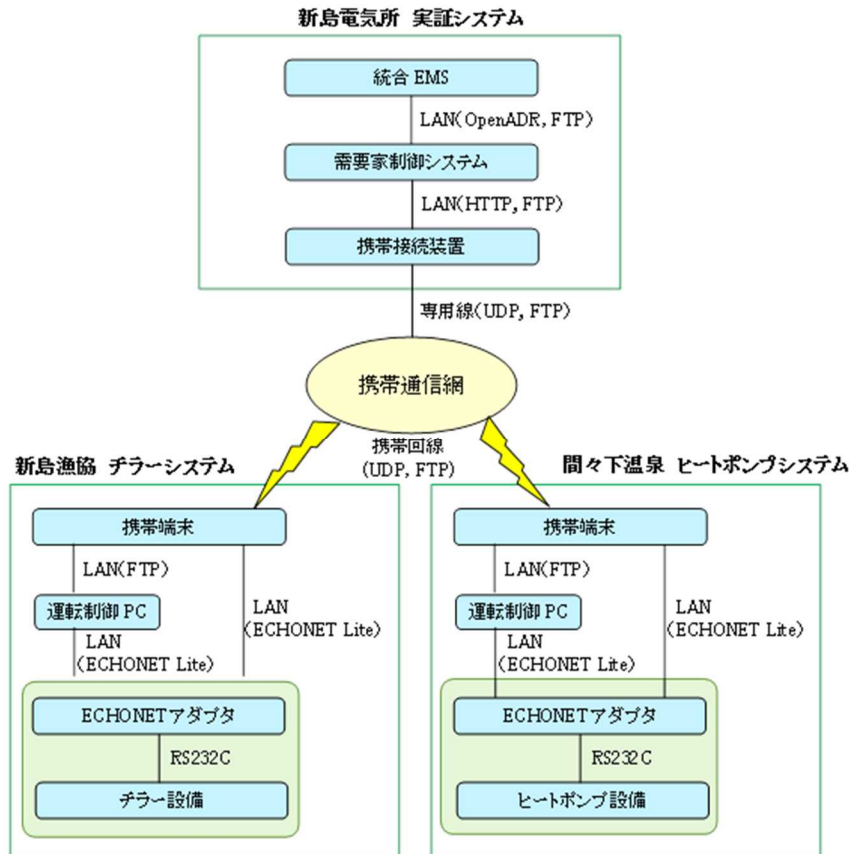 新島電気所 実証システム
統合 EMS
LAN(OpenADR, FTP)
需要家制御システム
LAN(HTTP, FTP)
携帯接続装置
専用線(UDP, FTP)
携帯通信網
携帯回線
(UDP, FTP)
新島漁協 チラーシステム
携帯端末
LAN(FTP)
運転制御 PC
LAN
(ECHONET Lite)
LAN
(ECHONET Lite)
ECHONETアダプタ
RS232C
チラー設備
間々下温泉 ヒートポンプシステム
携帯端末
LAN(FTP)
運転制御 PC
LAN
(ECHONET Lite)
LAN
(ECHONET Lite)
ECHONETアダプタ
RS232C
ヒートポンプ設備